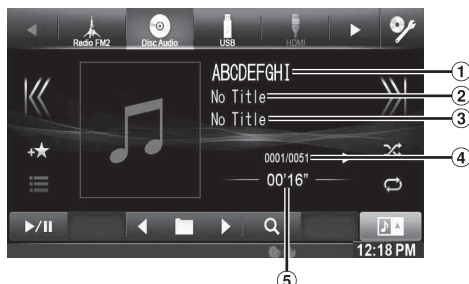 Radio FM2 Disc Audio USB HDMI
ABCDEFGHI 1
No Title 2
No Title 3
0001/0051 4
00'16"
12:18 PM
5